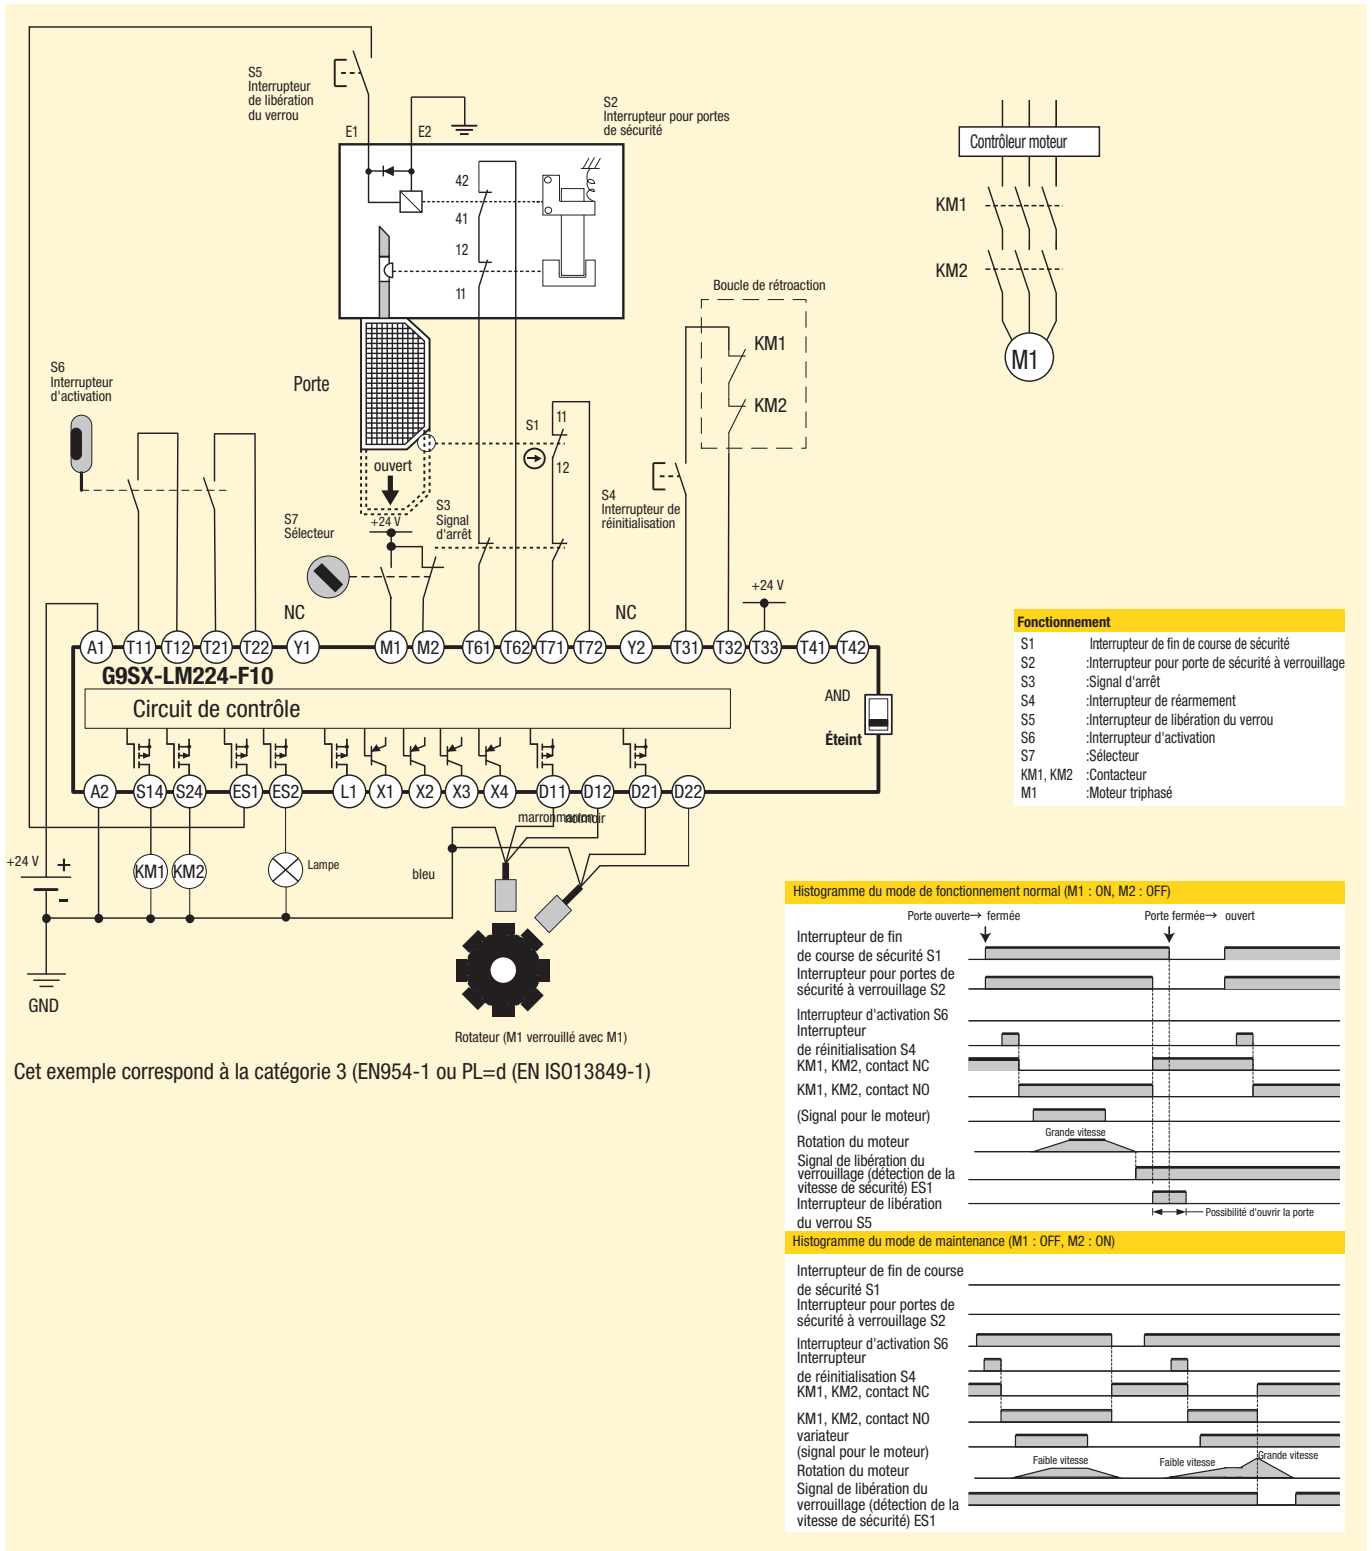 S5
Interrupteur
de libération
du verrou
E1
E2
S2
Interrupteur pour portes
de sécurité
42
41
12
11
Contrôleur moteur
KM1
KM2
M1
Boucle de rétroaction
KM1
KM2
S6
Interrupteur
d'activation
Porte
ouvert
S1
11
12
S4
Interrupteur de
réinitialisation
S7
Sélecteur
+24 V
S3
Signal
d'arrêt
NC
NC
+24 V
A1
T11
T12
T21
T22
Y1
M1
M2
T61
T62
T71
T72
Y2
T31
T32
T33
T41
T42
G9SX-LM224-F10
Circuit de contrôle
AND
Éteint
A2
S14
S24
ES1
ES2
L1
X1
X2
X3
X4
D11
D12
D21
D22
+24 V
+
-
KM1
KM2
Lampe
bleu
GND
Rotateur (M1 verrouillé avec M1)
Cet exemple correspond à la catégorie 3 (EN954-1 ou PL=d (EN ISO13849-1)
Fonctionnement
S1 Interrupteur de fin de course de sécurité
S2 :Interrupteur pour porte de sécurité à verrouillage
S3 :Signal d'arrêt
S4 :Interrupteur de réarmement
S5 :Interrupteur de libération du verrou
S6 :Interrupteur d'activation
S7 :Sélecteur
KM1, KM2 :Contacteur
M1 :Moteur triphasé
Histogramme du mode de fonctionnement normal (M1 : ON, M2 : OFF)
Porte ouverte→ fermée
Porte fermée→ ouvert
Interrupteur de fin
de course de sécurité S1
Interrupteur pour portes de
sécurité à verrouillage S2
Interrupteur d'activation S6
Interrupteur
de réinitialisation S4
KM1, KM2, contact NC
KM1, KM2, contact NO
(Signal pour le moteur)
Grande vitesse
Rotation du moteur
Signal de libération du
verrouillage (détection de la
vitesse de sécurité) ES1
Interrupteur de libération
du verrou S5
Possibilité d'ouvrir la porte
Histogramme du mode de maintenance (M1 : OFF, M2 : ON)
Interrupteur de fin de course
de sécurité S1
Interrupteur pour portes de
sécurité à verrouillage S2
Interrupteur d'activation S6
Interrupteur
de réinitialisation S4
KM1, KM2, contact NC
KM1, KM2, contact NO
variateur
(signal pour le moteur)
Faible vitesse
Faible vitesse
Grande vitesse
Rotation du moteur
Signal de libération du
verrouillage (détection de la
vitesse de sécurité) ES1